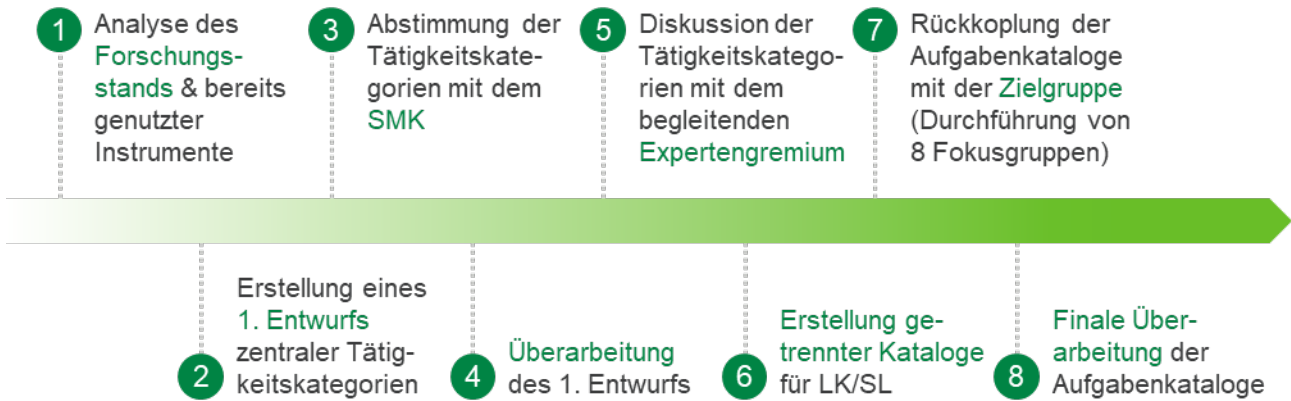 1
Analyse des
Forschungs-
stands & bereits
genutzter
Instrumente
2
Erstellung eines
1. Entwurfs
zentraler Tätig-
keitskategorien
3
Abstimmung der
Tätigkeitskate-
gorien mit dem
SMK
4
Überarbeitung
des 1. Entwurfs
5
Diskussion der
Tätigkeitskatego-
rien mit dem
begleitenden
Expertengremium
6
Erstellung ge-
trennter Kataloge
für LK/SL
7
Rückkoplung der
Aufgabenkataloge
mit der Zielgruppe
(Durchführung von
8 Fokusgruppen)
8
Finale Über-
arbeitung der
Aufgabenkataloge